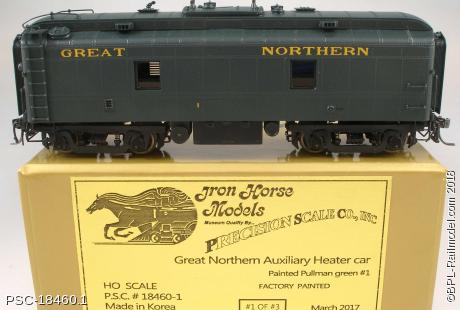 GREAT NORTHERN
1
Iron Horse
Models
Museum Quality By...
PRECISION SCALE CO., INC
Great Northern Auxiliary Heater car
Painted Pullman green #1
HO SCALE FACTORY PAINTED
P.S.C. # 18460-1
Made in Korea #1 OF #3 March 2017
PSC-18460.1
©BPL-Railmodel.com 2018